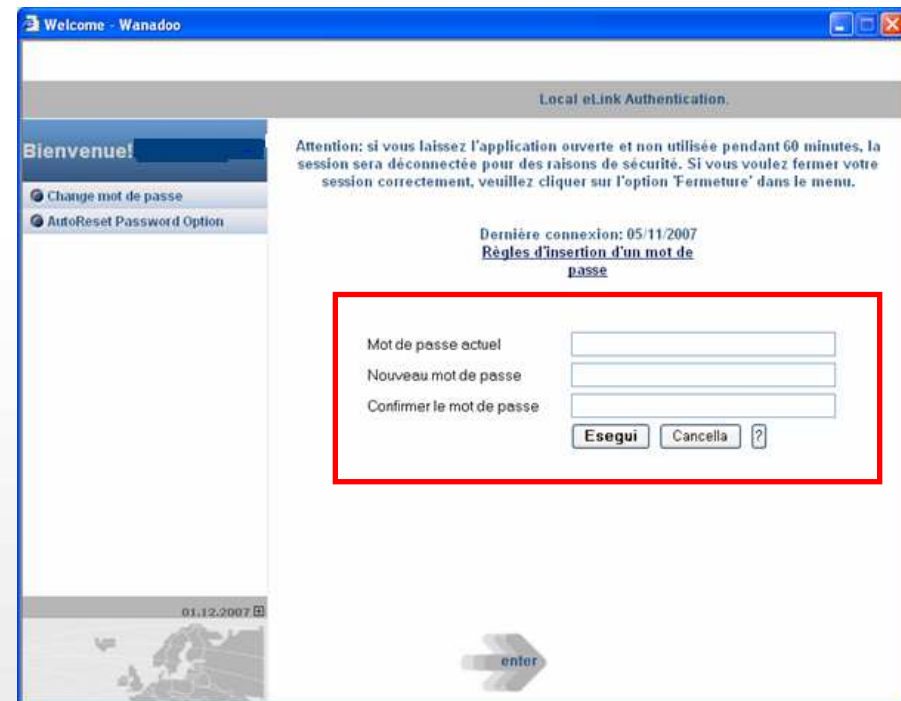 Welcome - Wanadoo
Local eLink Authentication.
Bienvenue!
Change mot de passe
AutoReset Password Option
Attention: si vous laissez l'application ouverte et non utilisée pendant 60 minutes, la
session sera déconnectée pour des raisons de sécurité. Si vous voulez fermer votre
session correctement, veuillez cliquer sur l'option 'Fermeture' dans le menu.
Dernière connexion: 05/11/2007
Règles d'insertion d'un mot de
passe
Mot de passe actuel
Nouveau mot de passe
Confirmer le mot de passe
Esegui Cancella ?
01.12.2007
enter